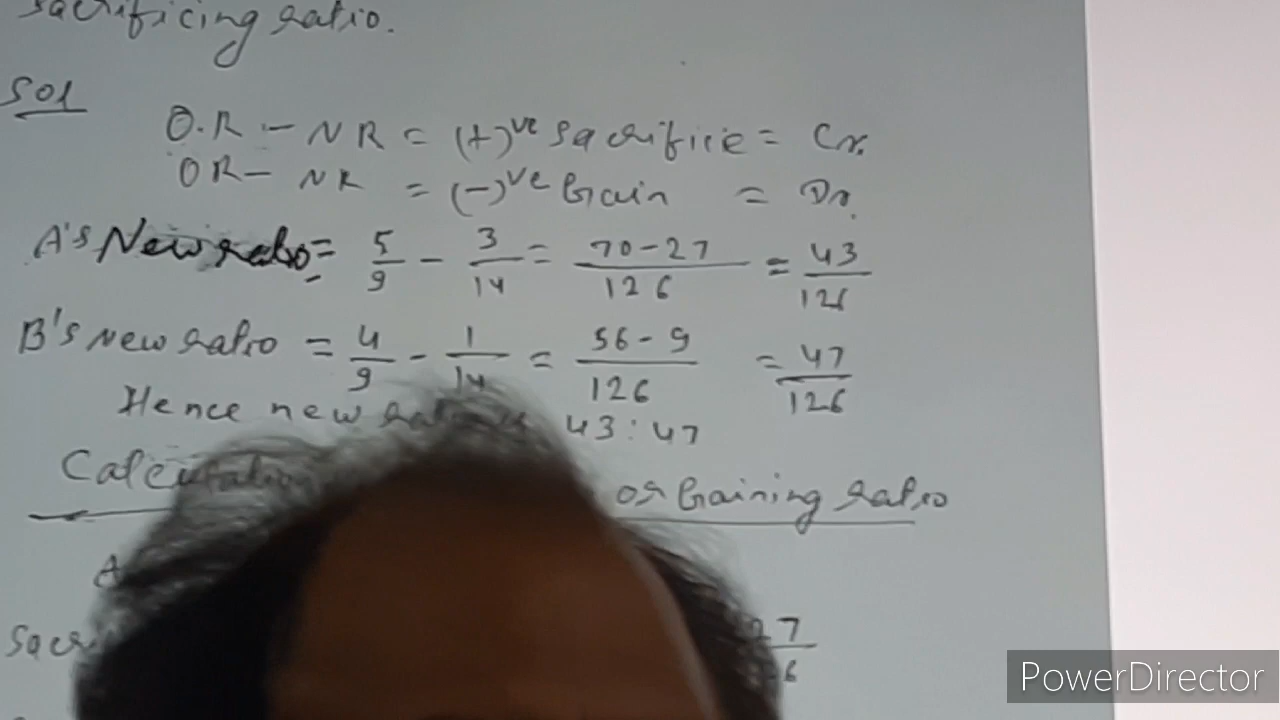 sacrificing ratio.
Sol
O.R - NR = (+)ve sacrifice = Cr.
OR - NR = (-)ve Gain = Dr.
A's New ratio = 5/9 - 3/14 = 70-27/126 = 43/126
B's New ratio = 4/9 - 1/14 = 56-9/126 = 47/126
Hence new 43:47
Calculation or Gaining ratio
A
27
PowerDirector